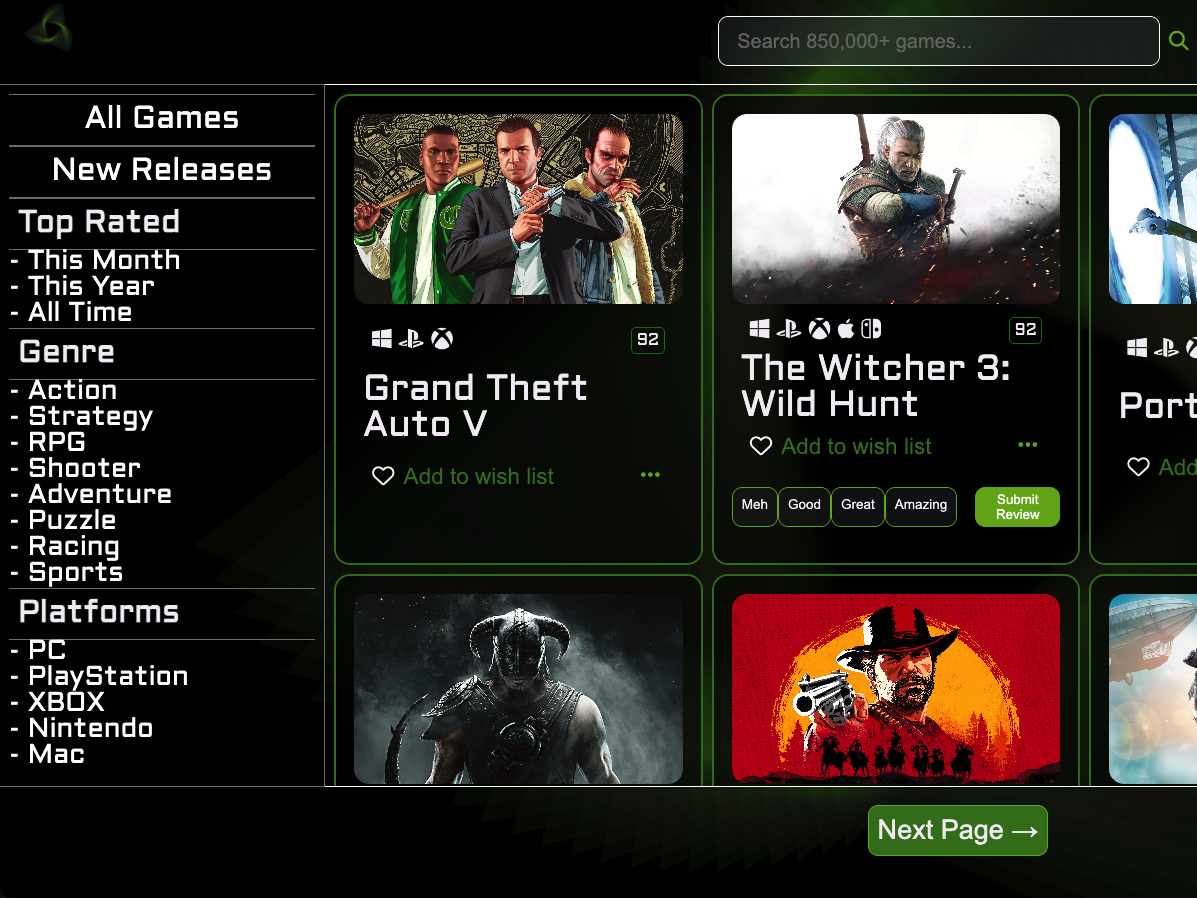 Search 850,000+ games...
All Games
New Releases
Top Rated
- This Month
- This Year
- All Time
Genre
- Action
- Strategy
- RPG
- Shooter
- Adventure
- Puzzle
- Racing
- Sports
Platforms
- PC
- PlayStation
- XBOX
- Nintendo
- Mac
92
Grand Theft
Auto V
Add to wish list
92
The Witcher 3:
Wild Hunt
Add to wish list
Meh
Good
Great
Amazing
Submit
Review
Port
Add
Next Page →